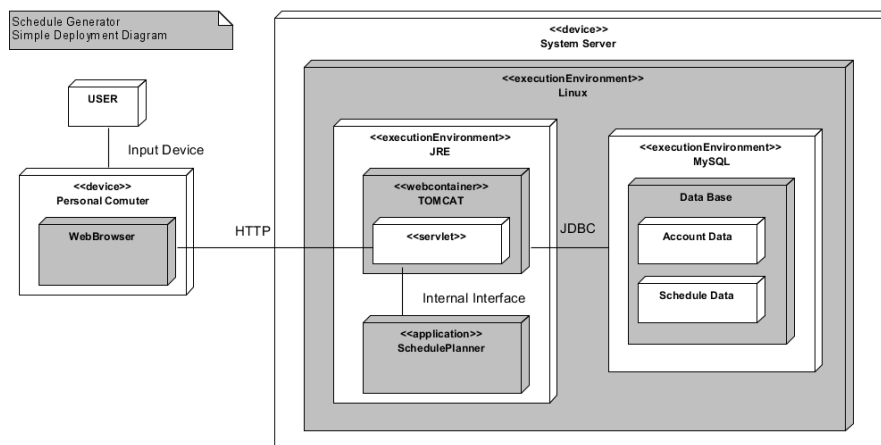 Schedule Generator
Simple Deployment Diagram
<<device>>
System Server
<<executionEnvironment>>
Linux
USER
Input Device
<<device>>
Personal Comuter
WebBrowser
HTTP
<<executionEnvironment>>
JRE
<<webcontainer>>
TOMCAT
<<servlet>>
Internal Interface
<<application>>
SchedulePlanner
JDBC
<<executionEnvironment>>
MySQL
Data Base
Account Data
Schedule Data